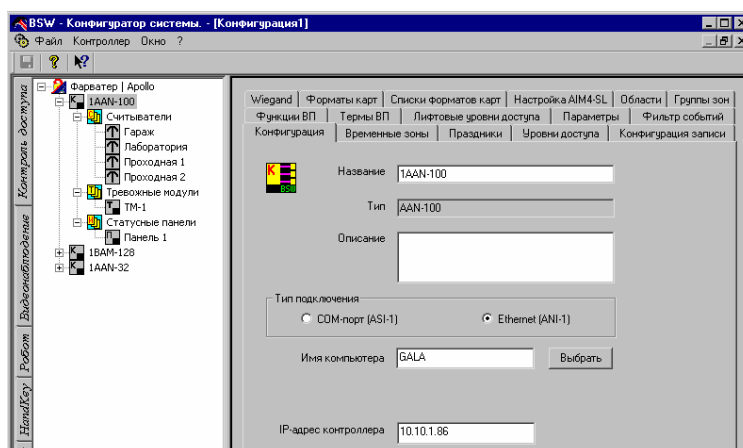 BSW - Конфигуратор системы. - [Конфигурация1]
Файл Контроллер Окно ?
Контроль доступа
Видеонаблюдение
Робот
HandKey
Фарватер | Apollo
1AAN-100
Считыватели
Гараж
Лаборатория
Проходная 1
Проходная 2
Тревожные модули
ТМ-1
Статусные панели
Панель 1
1BAM-128
1AAN-32
Wiegand Форматы карт Списки форматов карт Настройка AIM4-SL Области Группы зон
Функции ВП Термы ВП Лифтовые уровни доступа Параметры Фильтр событий
Конфигурация Временные зоны Праздники Уровни доступа Конфигурация записи
K
BSW
Название 1AAN-100
Тип AAN-100
Описание
Тип подключения
COM-порт (ASI-1) Ethernet (ANI-1)
Имя компьютера GALA Выбрать
IP-адрес контроллера 10.10.1.86